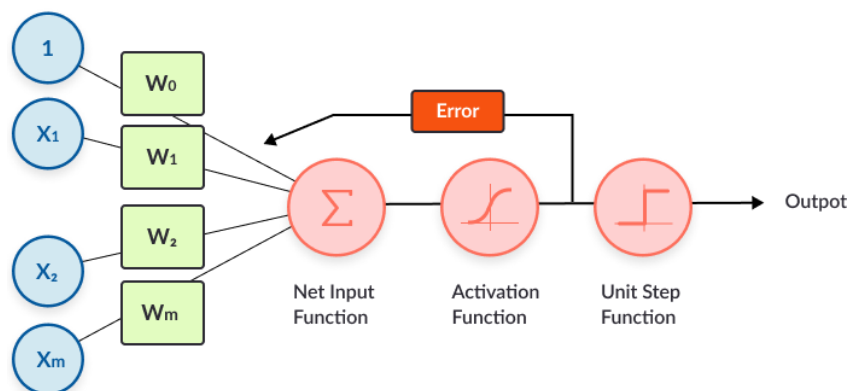 1
W₀
X₁
W₁
Error
Σ
Outpot
X₂
W₂
Xm
Wm
Net Input
Function
Activation
Function
Unit Step
Function